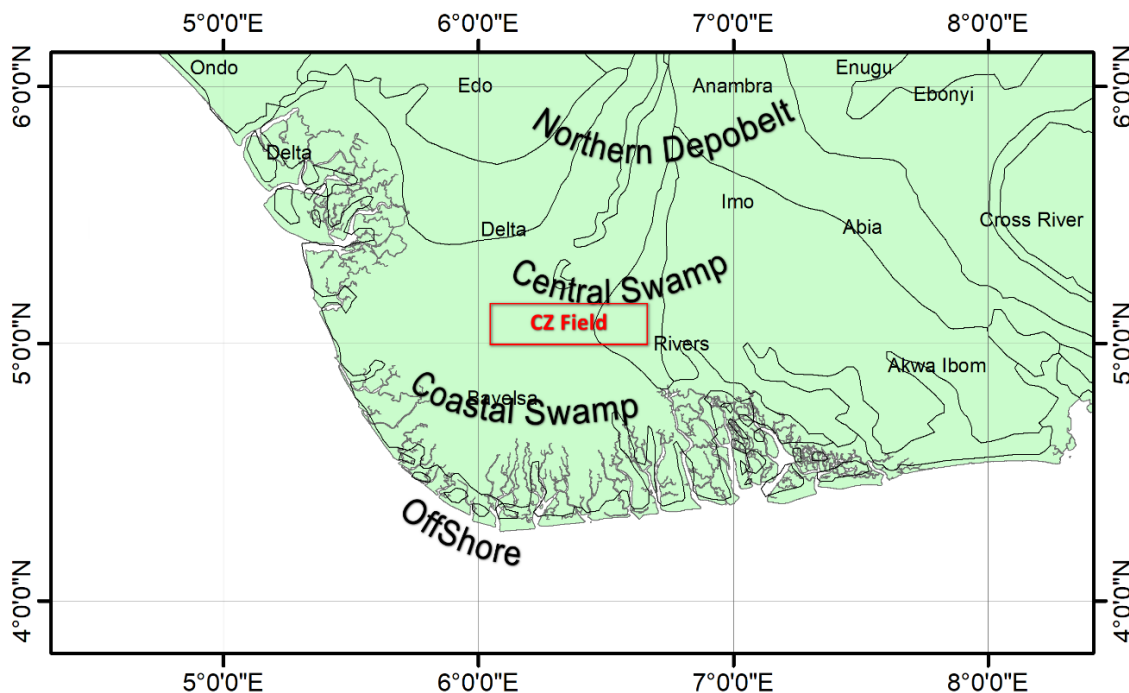 5°0'0"E 6°0'0"E 7°0'0"E 8°0'0"E
6°0'0"N
6°0'0"N
Ondo
Edo
Anambra
Enugu
Ebonyi
Northern Depobelt
Delta
Imo
Delta
Abia
Cross River
Central Swamp
CZ Field
5°0'0"N
5°0'0"N
Rivers
Akwa Ibom
Bayelsa
Coastal Swamp
OffShore
4°0'0"N
4°0'0"N
5°0'0"E 6°0'0"E 7°0'0"E 8°0'0"E